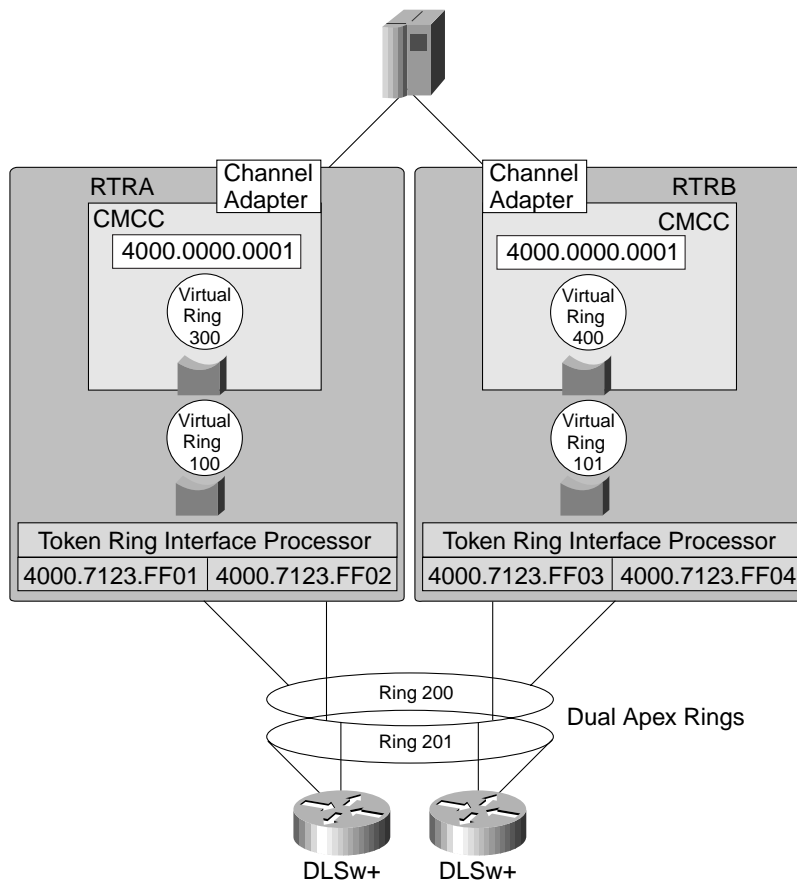 Channel
Adapter
RTRA
CMCC
4000.0000.0001
Virtual
Ring
300
Virtual
Ring
100
Token Ring Interface Processor
4000.7123.FF01
4000.7123.FF02
Channel
Adapter
RTRB
CMCC
4000.0000.0001
Virtual
Ring
400
Virtual
Ring
101
Token Ring Interface Processor
4000.7123.FF03
4000.7123.FF04
Ring 200
Ring 201
Dual Apex Rings
DLSw+
DLSw+